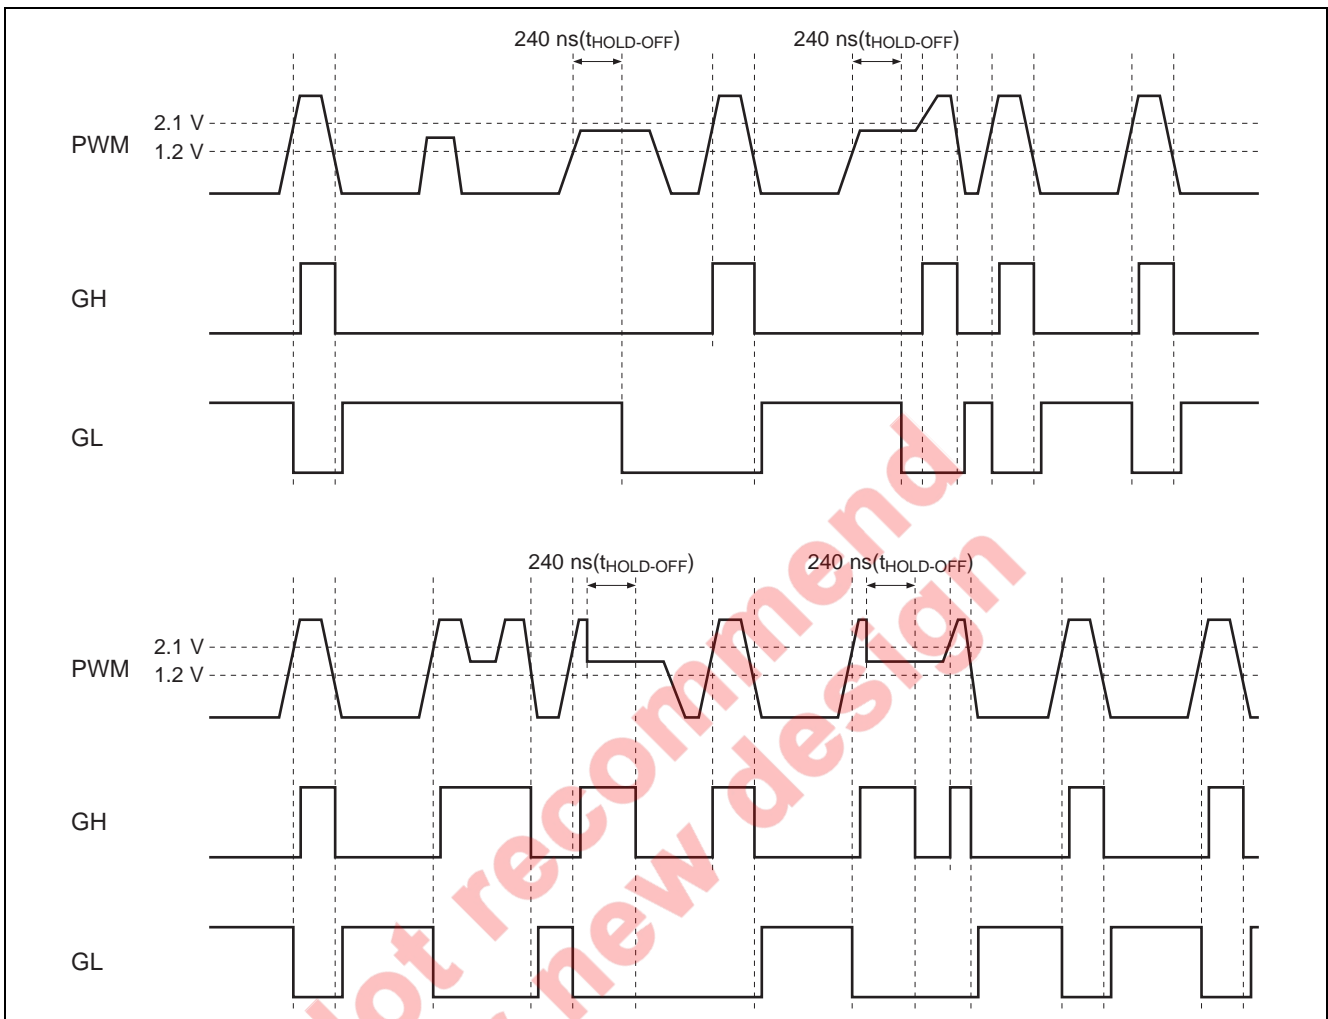 240 ns(tHOLD-OFF) 240 ns(tHOLD-OFF)
2.1 V
PWM
1.2 V
GH
GL
240 ns(tHOLD-OFF) 240 ns(tHOLD-OFF)
2.1 V
PWM
1.2 V
GH
GL
ot recommend
new design